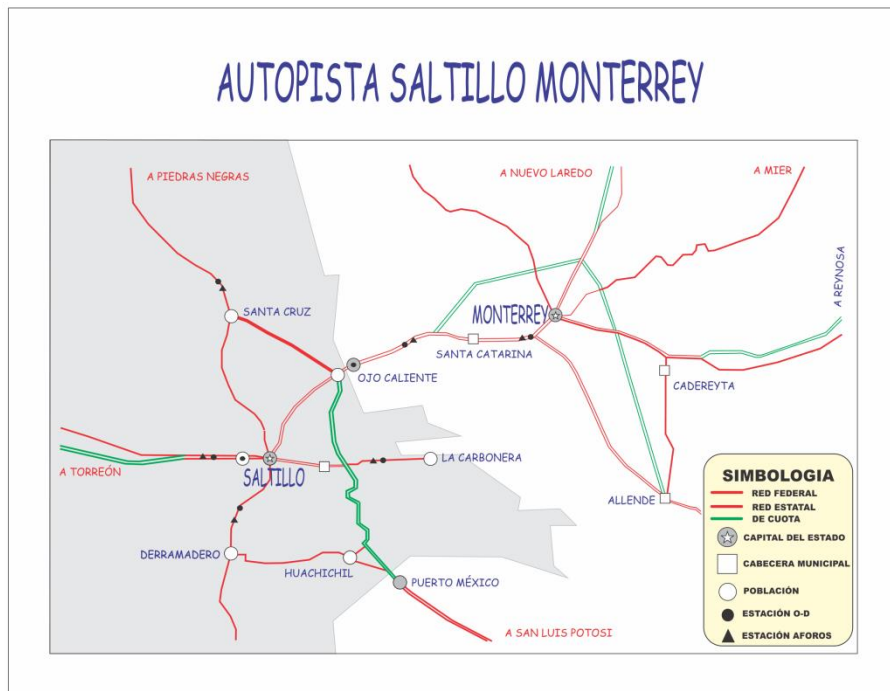 AUTOPISTA SALTILLO MONTERREY
A PIEDRAS NEGRAS
A NUEVO LAREDO
A MIER
A REYNOSA
SANTA CRUZ
MONTERREY
SANTA CATARINA
OJO CALIENTE
CADEREYTA
LA CARBONERA
A TORREÓN
SALTILLO
ALLENDE
DERRAMADERO
HUACHICHIL
PUERTO MÉXICO
A SAN LUIS POTOSI
SIMBOLOGIA
RED FEDERAL
RED ESTATAL
DE CUOTA
CAPITAL DEL ESTADO
CABECERA MUNICIPAL
POBLACIÓN
ESTACIÓN O-D
ESTACIÓN AFOROS